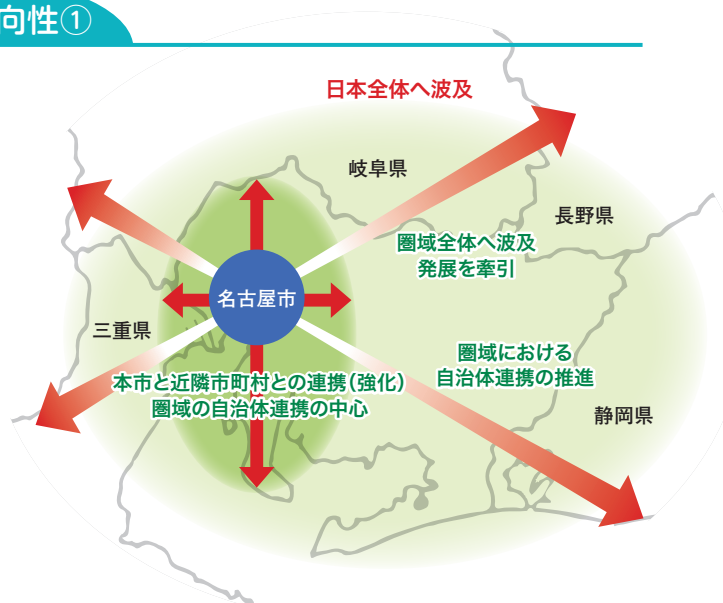 向性①
日本全体へ波及
岐阜県
長野県
圏域全体へ波及
発展を牽引
名古屋市
三重県
圏域における
自治体連携の推進
本市と近隣市町村との連携(強化)
圏域の自治体連携の中心
静岡県